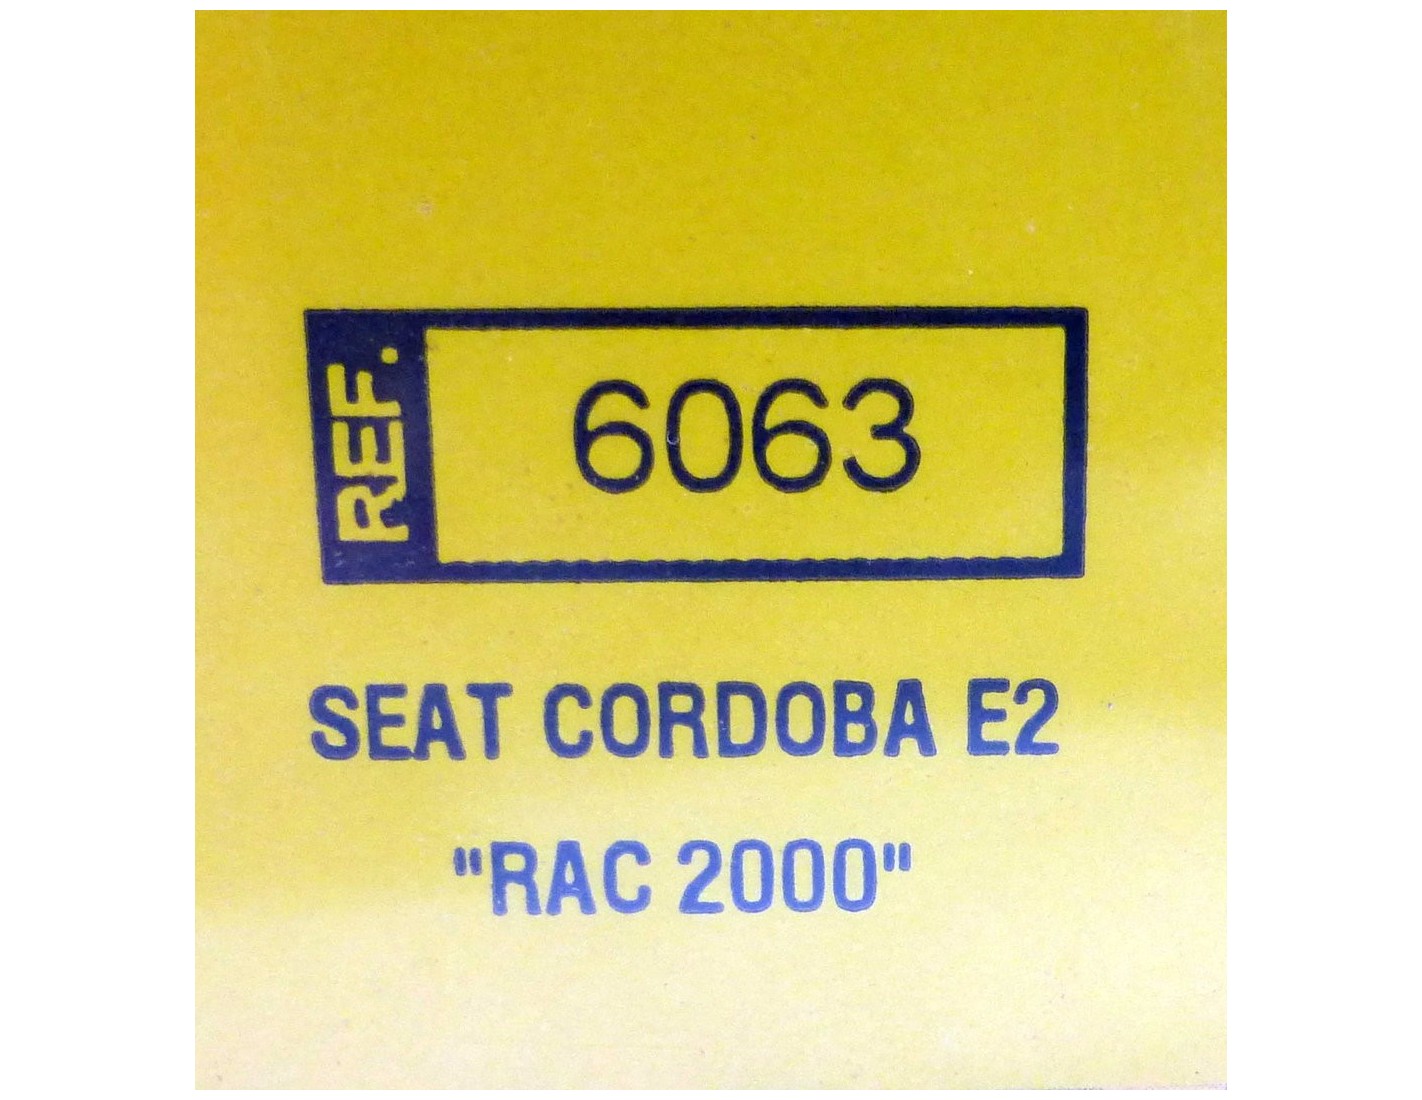 REF.
6063
SEAT CORDOBA E2
"RAC 2000"